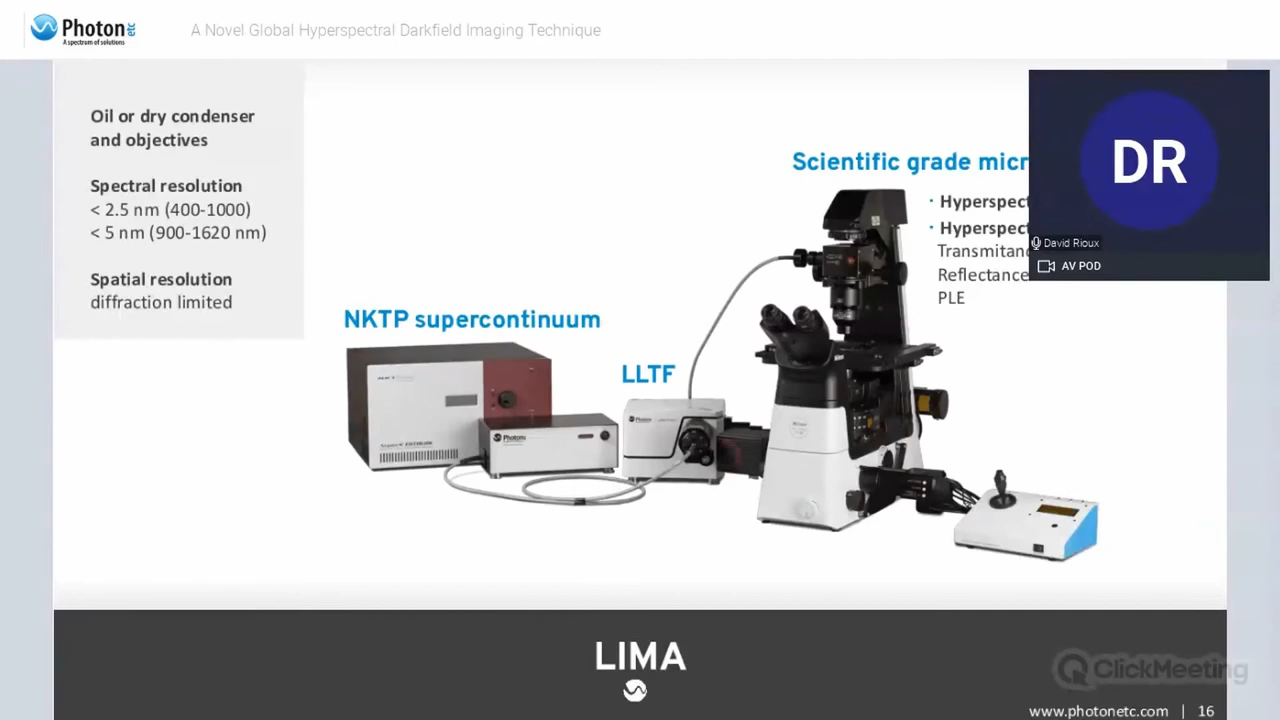 Photon etc
A spectrum of solutions
A Novel Global Hyperspectral Darkfield Imaging Technique
Oil or dry condenser
and objectives
Spectral resolution
< 2.5 nm (400-1000)
< 5 nm (900-1620 nm)
Spatial resolution
diffraction limited
NKTP supercontinuum
LLTF
Scientific grade micr
· Hyperspect
· Hyperspect
Transmitan
Reflectance
PLE
DR
David Rioux
AV POD
Photon
LIMA
ClickMeeting
www.photonetc.com | 16